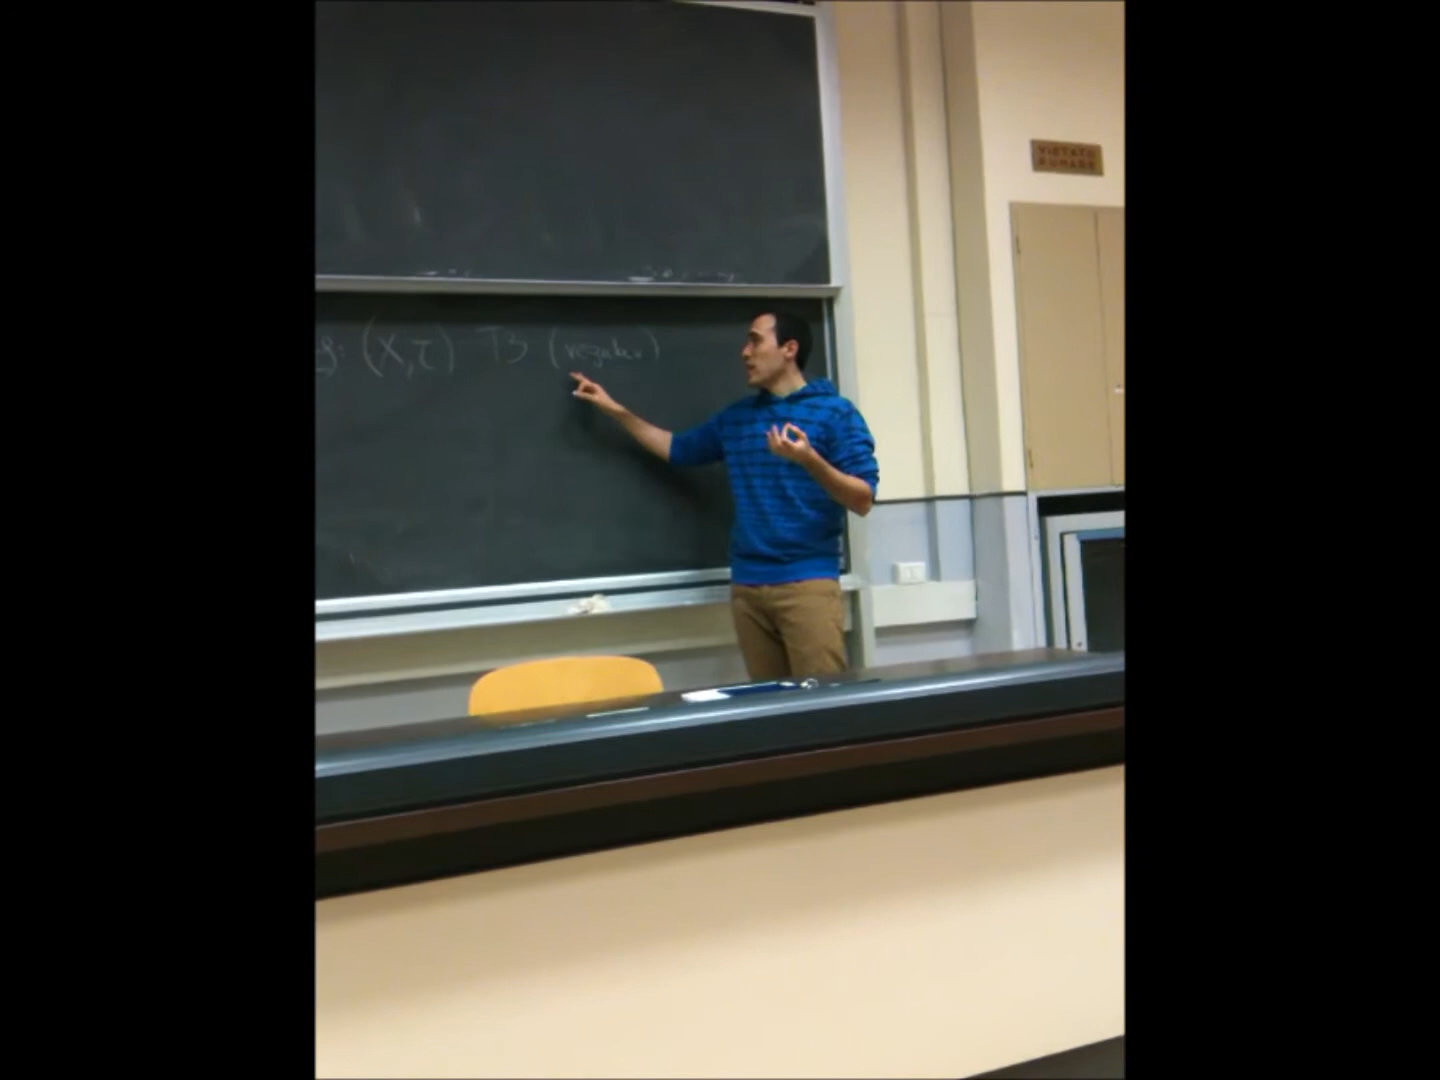 g: (X, τ) T3 (regular)
VIETATO
FUMARE